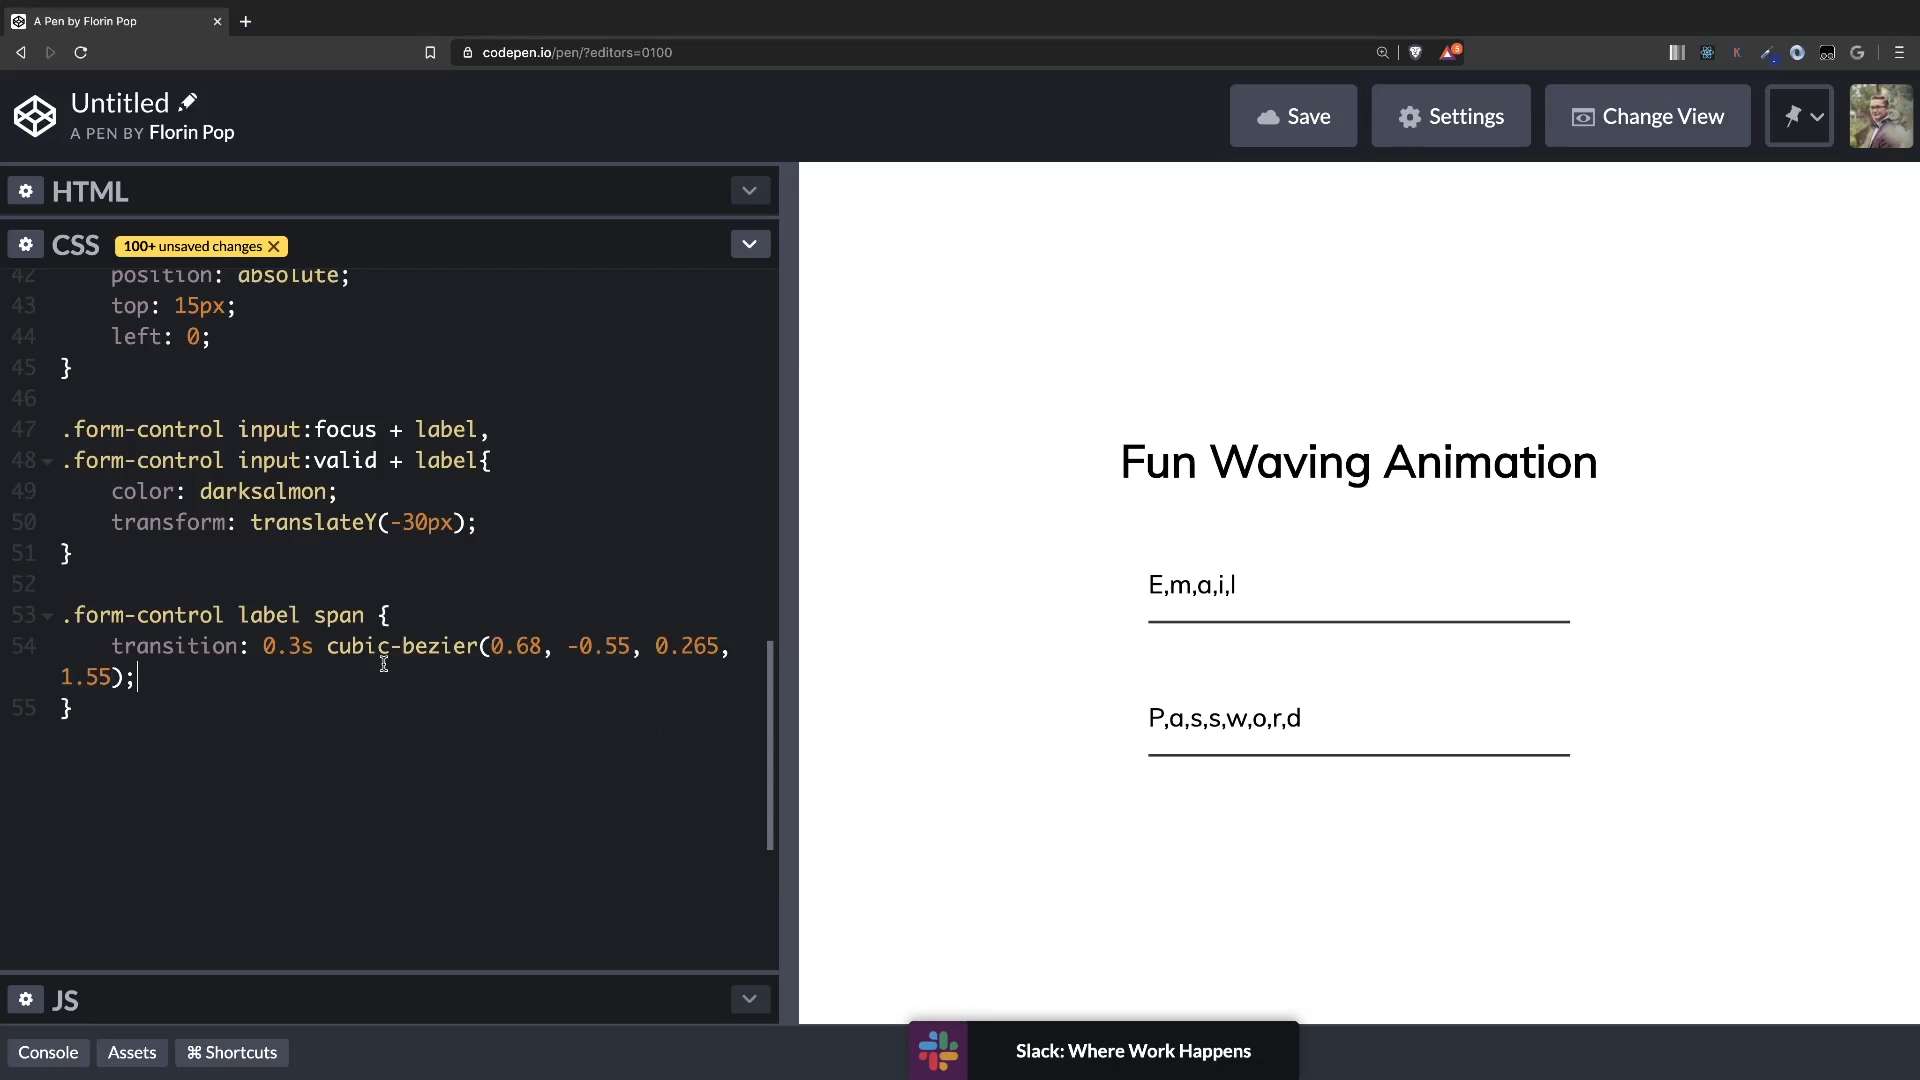 A Pen by Florin Pop
codepen.io/pen/?editors=0100
5
K
G
Untitled
A PEN BY Florin Pop
Save
Settings
Change View
HTML
CSS
100+ unsaved changes
42 position: absolute;
43 top: 15px;
44 left: 0;
45 }
46
47 .form-control input:focus + label,
48 .form-control input:valid + label{
49 color: darksalmon;
50 transform: translateY(-30px);
51 }
52
53 .form-control label span {
54 transition: 0.3s cubic-bezier(0.68, -0.55, 0.265,
1.55);
55 }
JS
Fun Waving Animation
E,m,a,i,l
P,a,s,s,w,o,r,d
Console
Assets
⌘ Shortcuts
Slack: Where Work Happens